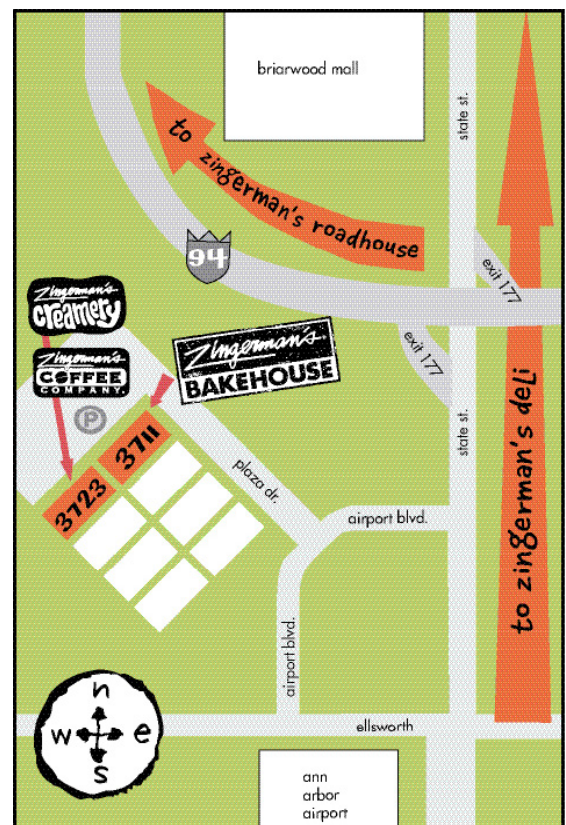 briarwood mall
state st.
to zingerman's roadhouse
94
exit 177
Zingerman's
Creamery
Zingerman's
COFFEE
COMPANY.
Zingerman's
BAKEHOUSE
exit 177
P
3711
3723
state st.
plaza dr.
airport blvd.
to zingerman's deli
airport blvd.
ellsworth
n
w
e
s
ann
arbor
airport